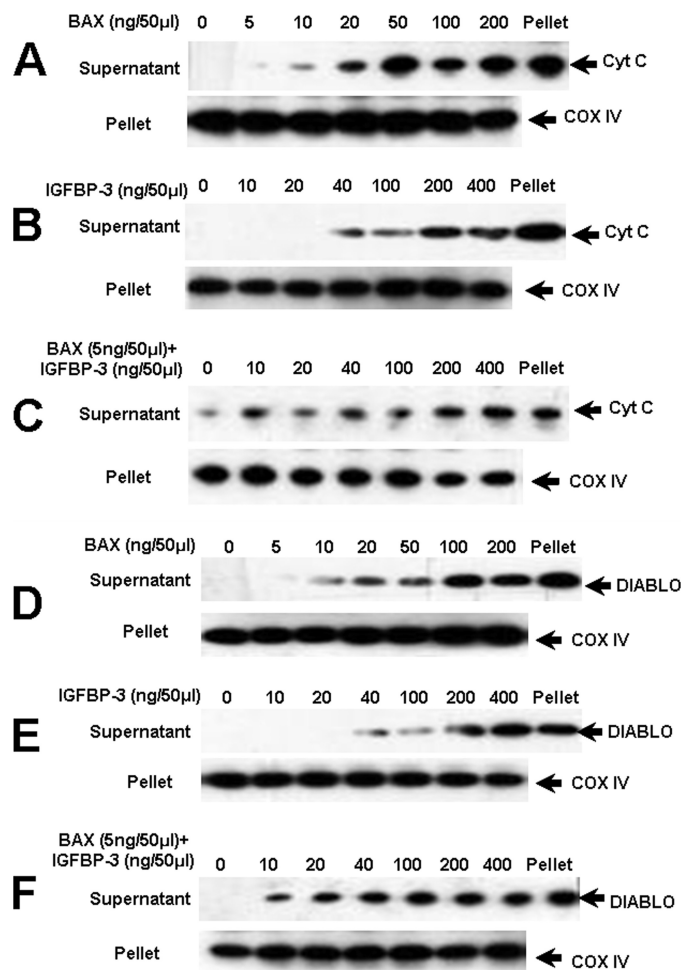 BAX (ng/50µl) 0 5 10 20 50 100 200 Pellet
A Supernatant Cyt C
Pellet COX IV
IGFBP-3 (ng/50µl) 0 10 20 40 100 200 400 Pellet
B Supernatant Cyt C
Pellet COX IV
BAX (5ng/50µl)+
IGFBP-3 (ng/50µl) 0 10 20 40 100 200 400 Pellet
C Supernatant Cyt C
Pellet COX IV
BAX (ng/50µl) 0 5 10 20 50 100 200 Pellet
D Supernatant DIABLO
Pellet COX IV
IGFBP-3 (ng/50µl) 0 10 20 40 100 200 400 Pellet
E Supernatant DIABLO
Pellet COX IV
BAX (5ng/50µl)+
IGFBP-3 (ng/50µl) 0 10 20 40 100 200 400 Pellet
F Supernatant DIABLO
Pellet COX IV